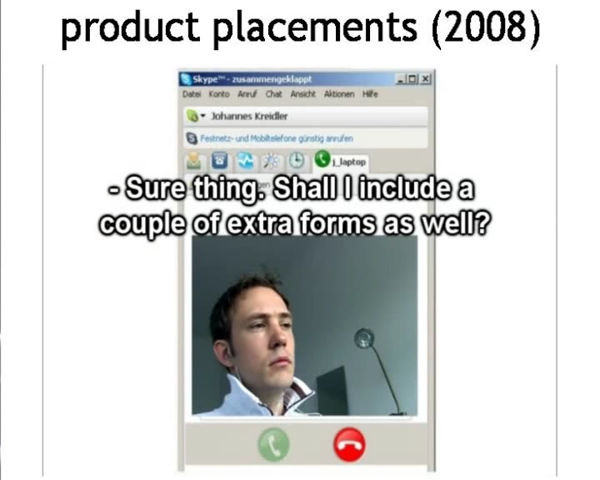 product placements (2008)
Skype™ - zusammengeklappt
Datei Konto Anruf Chat Ansicht Aktionen Hilfe
Johannes Kreidler
Festnetz- und Mobiltelefone günstig anrufen
j_laptop
- Sure thing. Shall I include a
couple of extra forms as well?